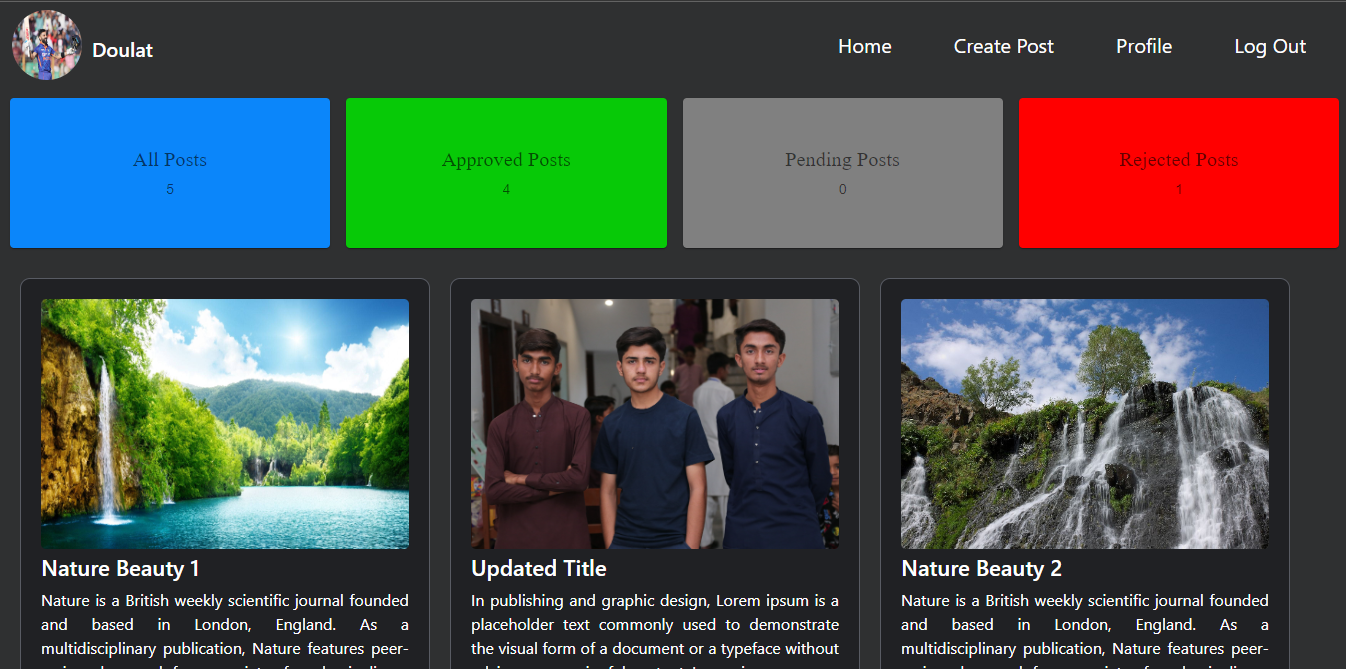 Doulat
Home
Create Post
Profile
Log Out
All Posts
5
Approved Posts
4
Pending Posts
0
Rejected Posts
1
Nature Beauty 1
Nature is a British weekly scientific journal founded
and based in London, England. As a
multidisciplinary publication, Nature features peer-
Updated Title
In publishing and graphic design, Lorem ipsum is a
placeholder text commonly used to demonstrate
the visual form of a document or a typeface without
Nature Beauty 2
Nature is a British weekly scientific journal founded
and based in London, England. As a
multidisciplinary publication, Nature features peer-